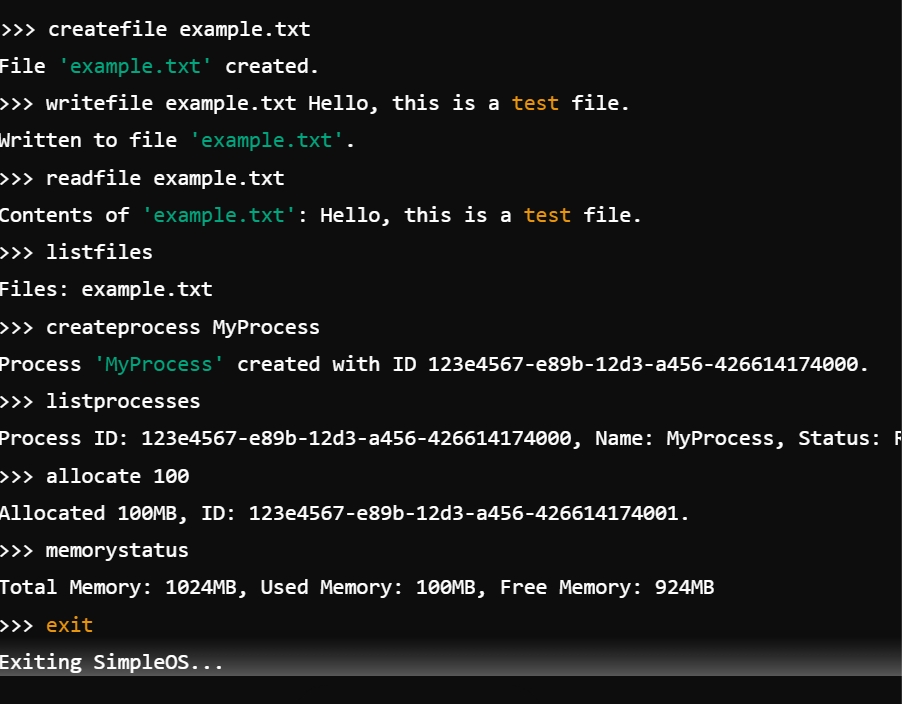 >>> createfile example.txt
File 'example.txt' created.
>>> writefile example.txt Hello, this is a test file.
Written to file 'example.txt'.
>>> readfile example.txt
Contents of 'example.txt': Hello, this is a test file.
>>> listfiles
Files: example.txt
>>> createprocess MyProcess
Process 'MyProcess' created with ID 123e4567-e89b-12d3-a456-426614174000.
>>> listprocesses
Process ID: 123e4567-e89b-12d3-a456-426614174000, Name: MyProcess, Status:
>>> allocate 100
Allocated 100MB, ID: 123e4567-e89b-12d3-a456-426614174001.
>>> memorystatus
Total Memory: 1024MB, Used Memory: 100MB, Free Memory: 924MB
>>> exit
Exiting SimpleOS...